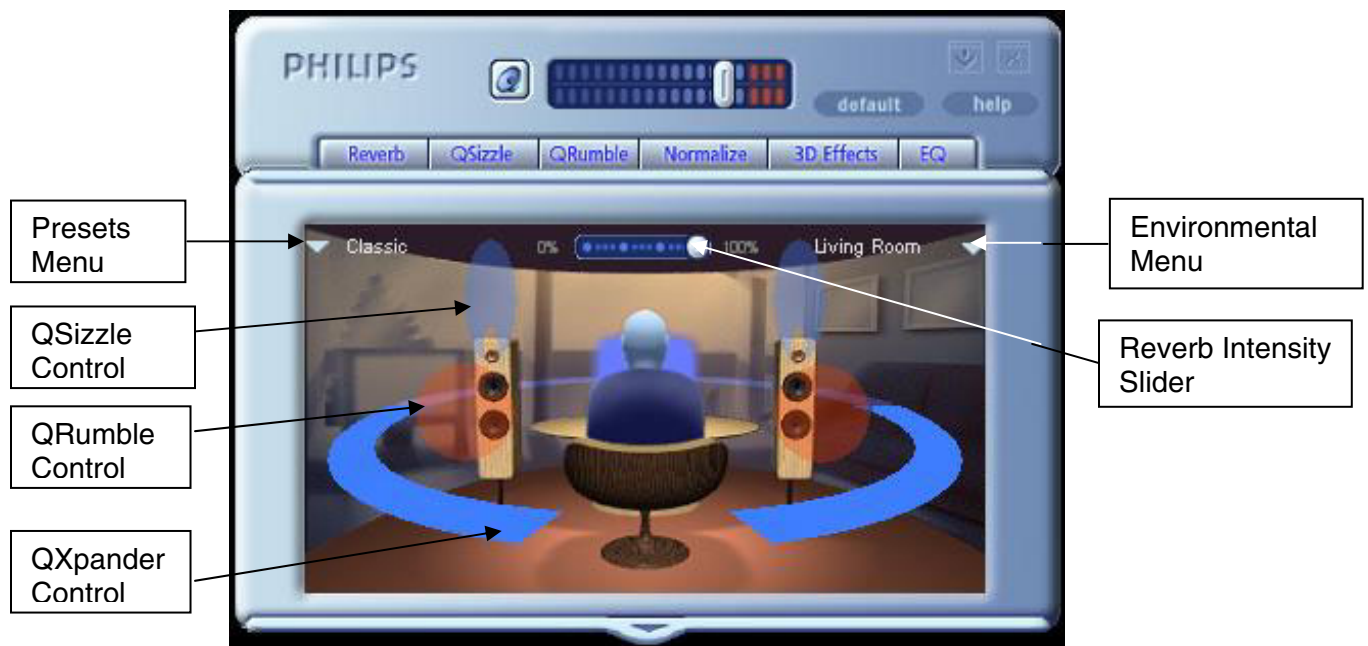 PHILIPS
default
help
Reverb
QSizzle
QRumble
Normalize
3D Effects
EQ
Presets
Menu
Classic
0%
100%
Living Room
Environmental
Menu
QSizzle
Control
Reverb Intensity
Slider
QRumble
Control
QXpander
Control